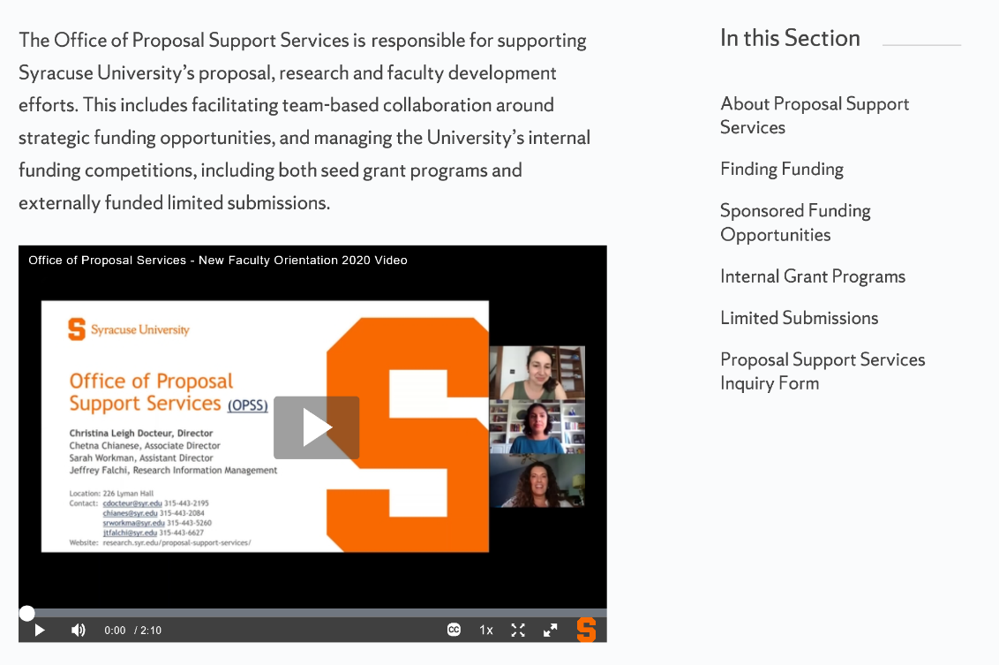 The Office of Proposal Support Services is responsible for supporting
Syracuse University's proposal, research and faculty development
efforts. This includes facilitating team-based collaboration around
strategic funding opportunities, and managing the University's internal
funding competitions, including both seed grant programs and
externally funded limited submissions.
Office of Proposal Services - New Faculty Orientation 2020 Video
S Syracuse University
Office of Proposal
Support Services (OPSS)
Christina Leigh Docteur, Director
Chetna Chianese, Associate Director
Sarah Workman, Assistant Director
Jeffrey Falchi, Research Information Management
Location: 226 Lyman Hall
Contact: cdocteur@syr.edu 315-443-2195
chianes@syr.edu 315-443-2084
srworkma@syr.edu 315-443-5260
jtfalchi@syr.edu 315-443-6627
Website: research.syr.edu/proposal-support-services/
S
0:00 / 2:10
CC
1x
S
In this Section
About Proposal Support
Services
Finding Funding
Sponsored Funding
Opportunities
Internal Grant Programs
Limited Submissions
Proposal Support Services
Inquiry Form